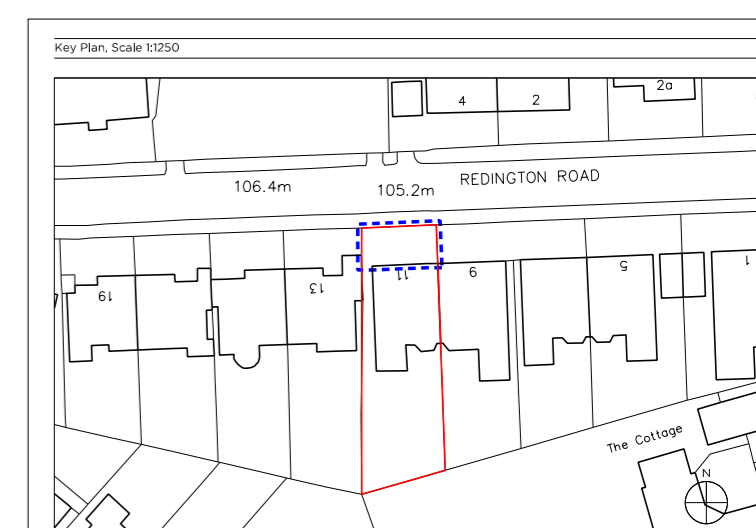 Key Plan, Scale 1:1250
2a
4
2
REDINGTON ROAD
106.4m
105.2m
19
13
11
9
5
1
The Cottage
N